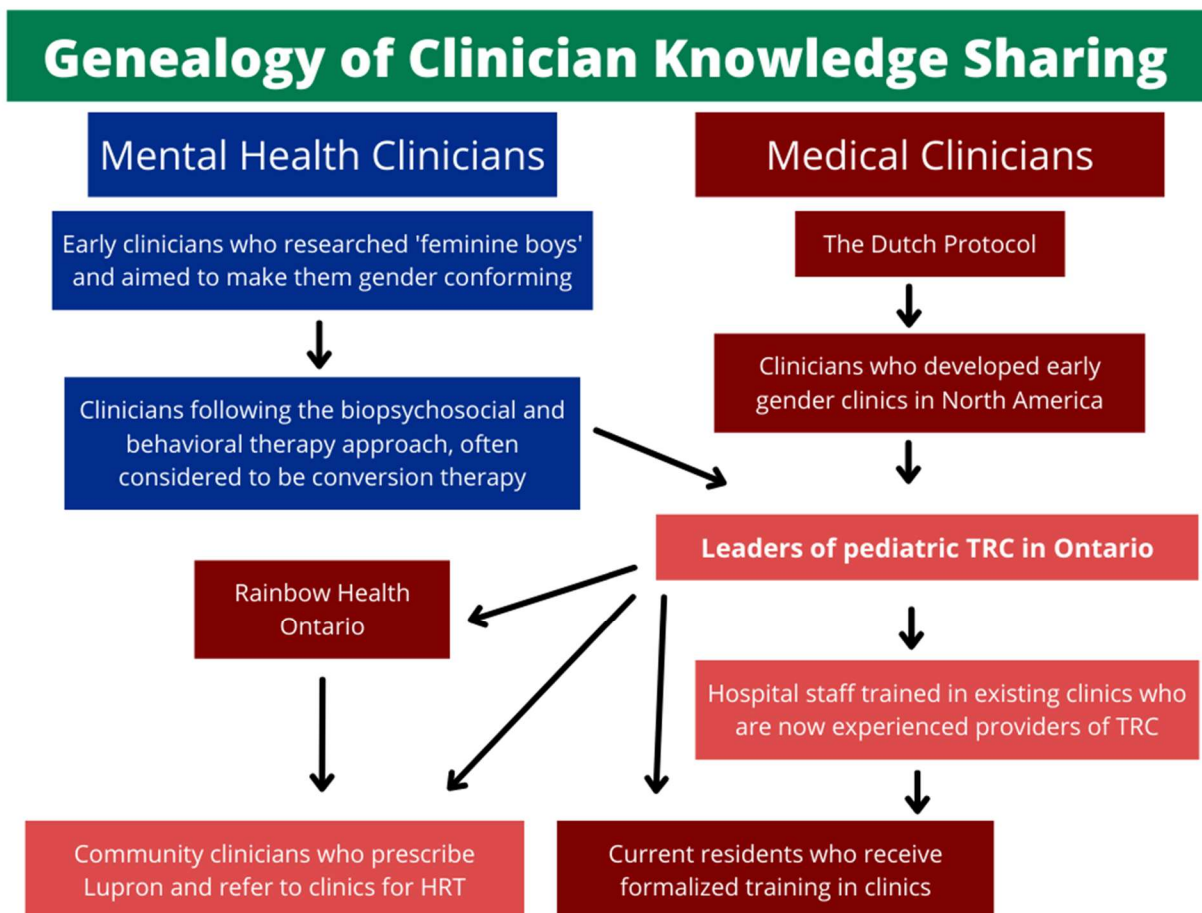 Genealogy of Clinician Knowledge Sharing
Mental Health Clinicians
Medical Clinicians
Early clinicians who researched 'feminine boys'
and aimed to make them gender conforming
The Dutch Protocol
Clinicians who developed early
gender clinics in North America
Clinicians following the biopsychosocial and
behavioral therapy approach, often
considered to be conversion therapy
Leaders of pediatric TRC in Ontario
Rainbow Health
Ontario
Hospital staff trained in existing clinics who
are now experienced providers of TRC
Community clinicians who prescribe
Lupron and refer to clinics for HRT
Current residents who receive
formalized training in clinics